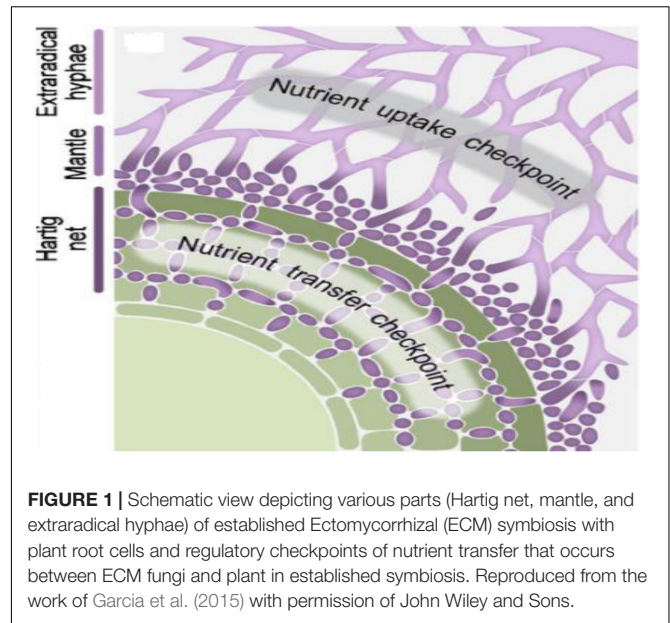 Extraradical
hyphae
Mantle
Hartig
net
Nutrient uptake checkpoint
Nutrient transfer checkpoint
FIGURE 1 | Schematic view depicting various parts (Hartig net, mantle, and
extraradical hyphae) of established Ectomycorrhizal (ECM) symbiosis with
plant root cells and regulatory checkpoints of nutrient transfer that occurs
between ECM fungi and plant in established symbiosis. Reproduced from the
work of Garcia et al. (2015) with permission of John Wiley and Sons.